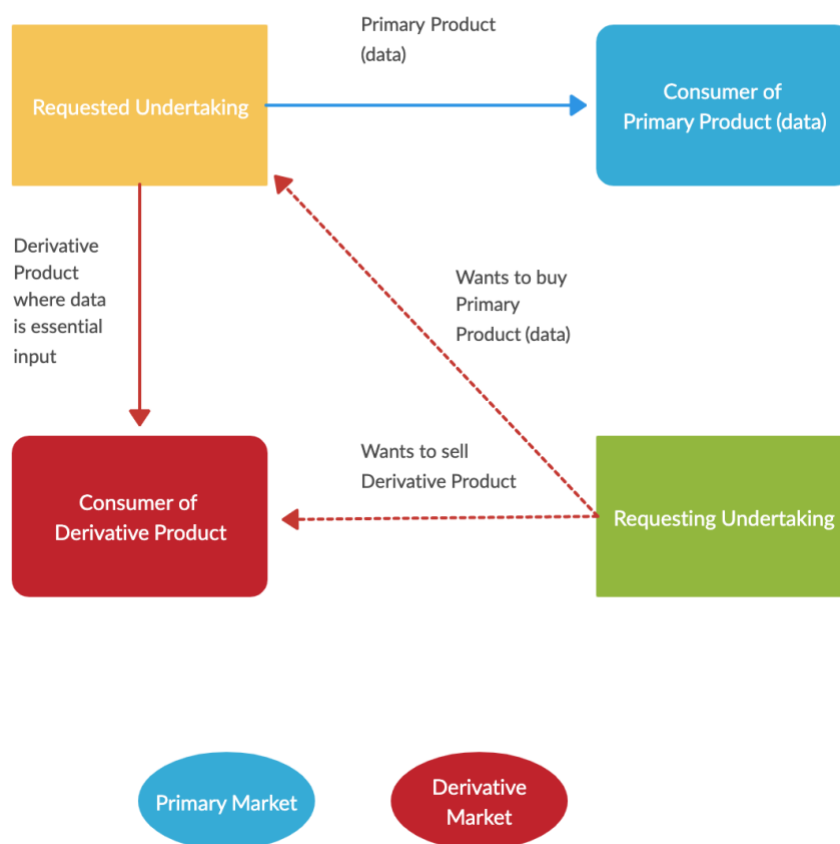 Primary Product
(data)
Requested Undertaking
Consumer of
Primary Product (data)
Derivative
Product
where data
is essential
input
Wants to buy
Primary
Product (data)
Wants to sell
Derivative Product
Consumer of
Derivative Product
Requesting Undertaking
Primary Market
Derivative
Market